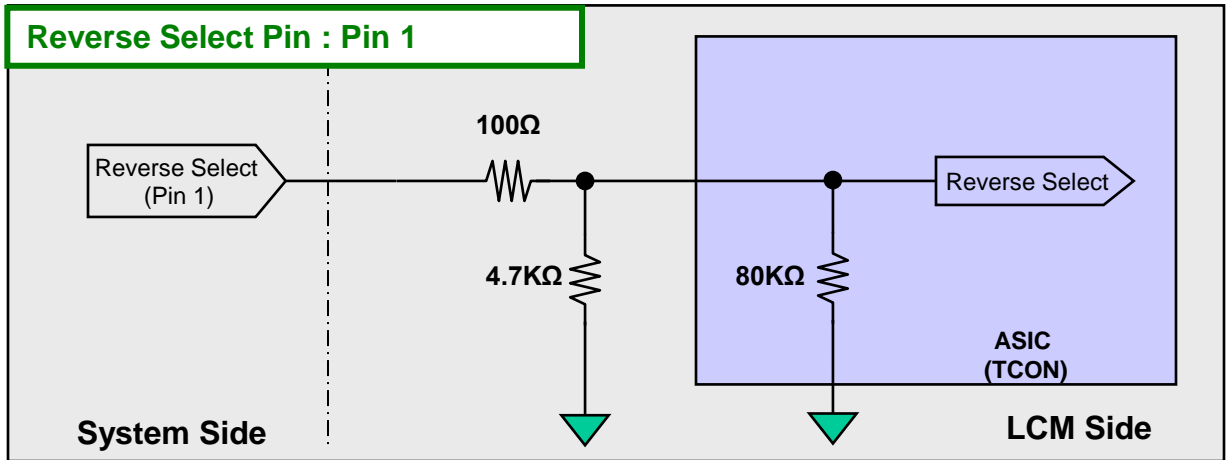 Reverse Select Pin : Pin 1
100Ω
Reverse Select
(Pin 1)
Reverse Select
4.7KΩ
80KΩ
ASIC
(TCON)
System Side
LCM Side